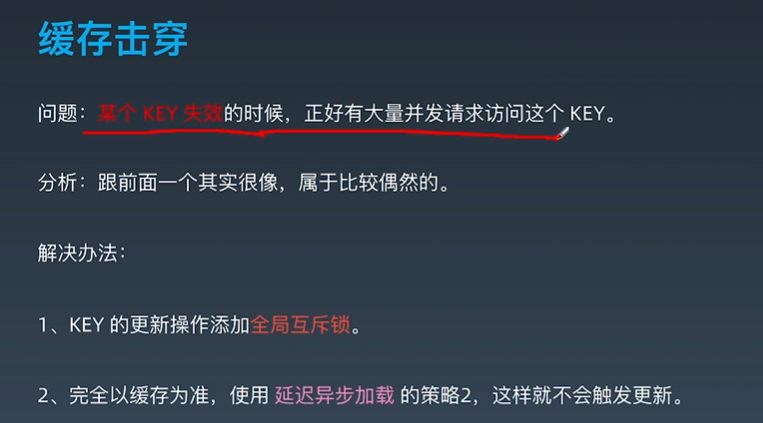 缓存击穿
问题：某个 KEY 失效的时候，正好有大量并发请求访问这个 KEY。
分析：跟前面一个其实很像，属于比较偶然的。
解决办法：
1、KEY 的更新操作添加全局互斥锁。
2、完全以缓存为准，使用 延迟异步加载 的策略2，这样就不会触发更新。